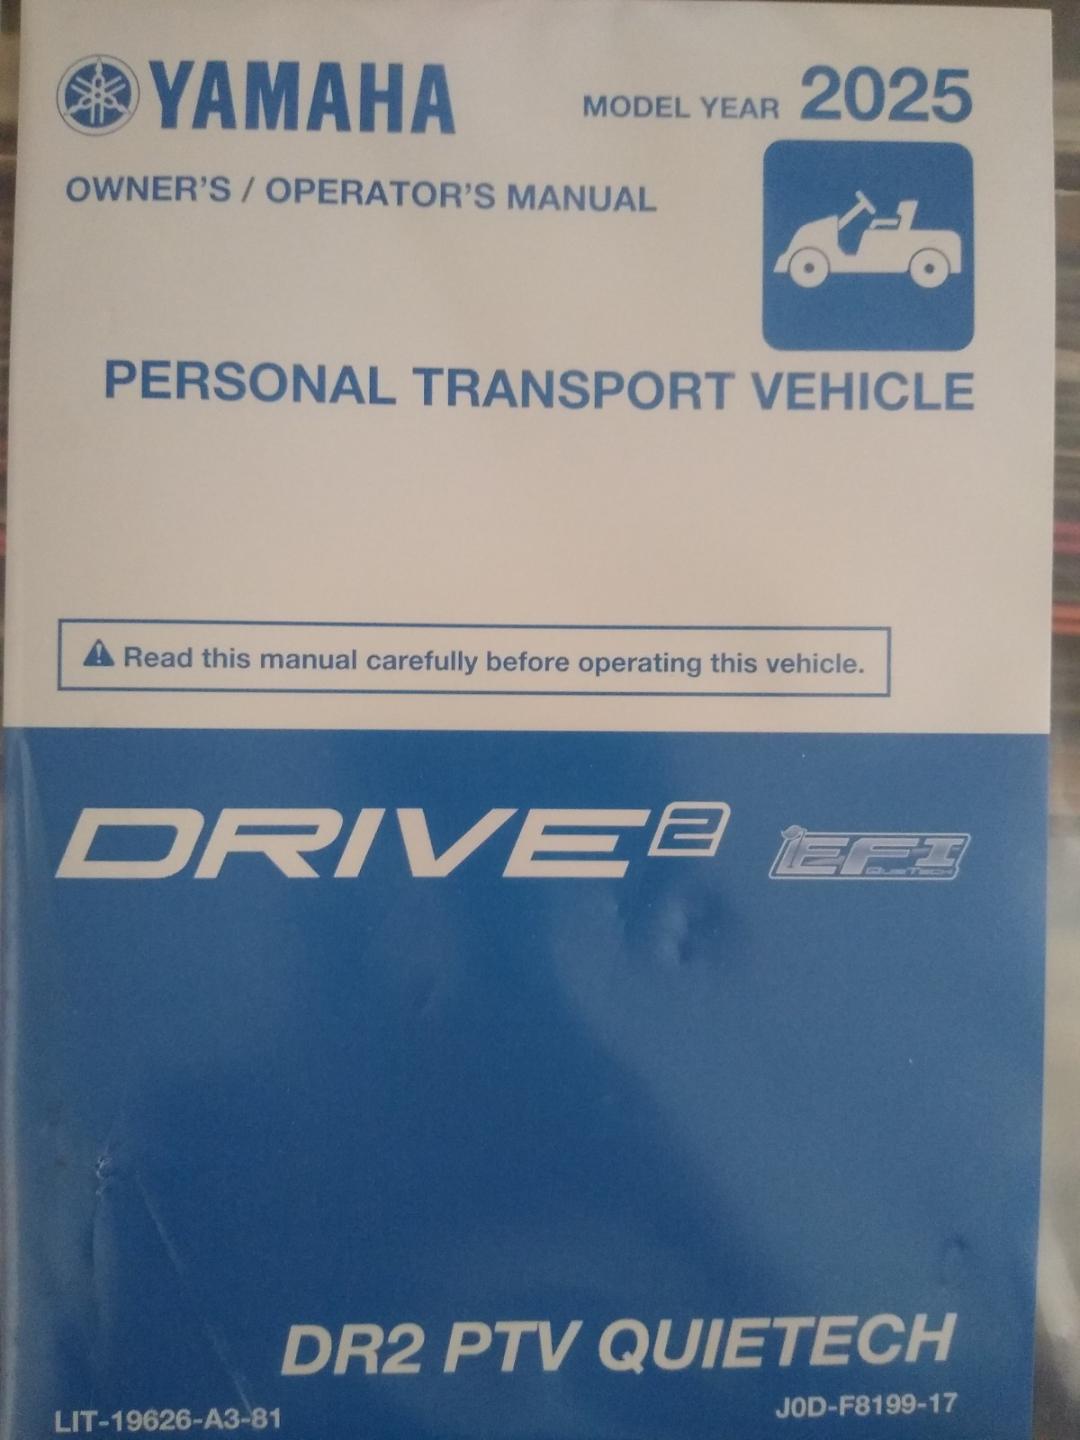 YAMAHA
MODEL YEAR 2025
OWNER'S / OPERATOR'S MANUAL
PERSONAL TRANSPORT VEHICLE
Read this manual carefully before operating this vehicle.
DRIVE2
EFI
QUIETECH
DR2 PTV QUIETECH
LIT-19626-A3-81
J0D-F8199-17